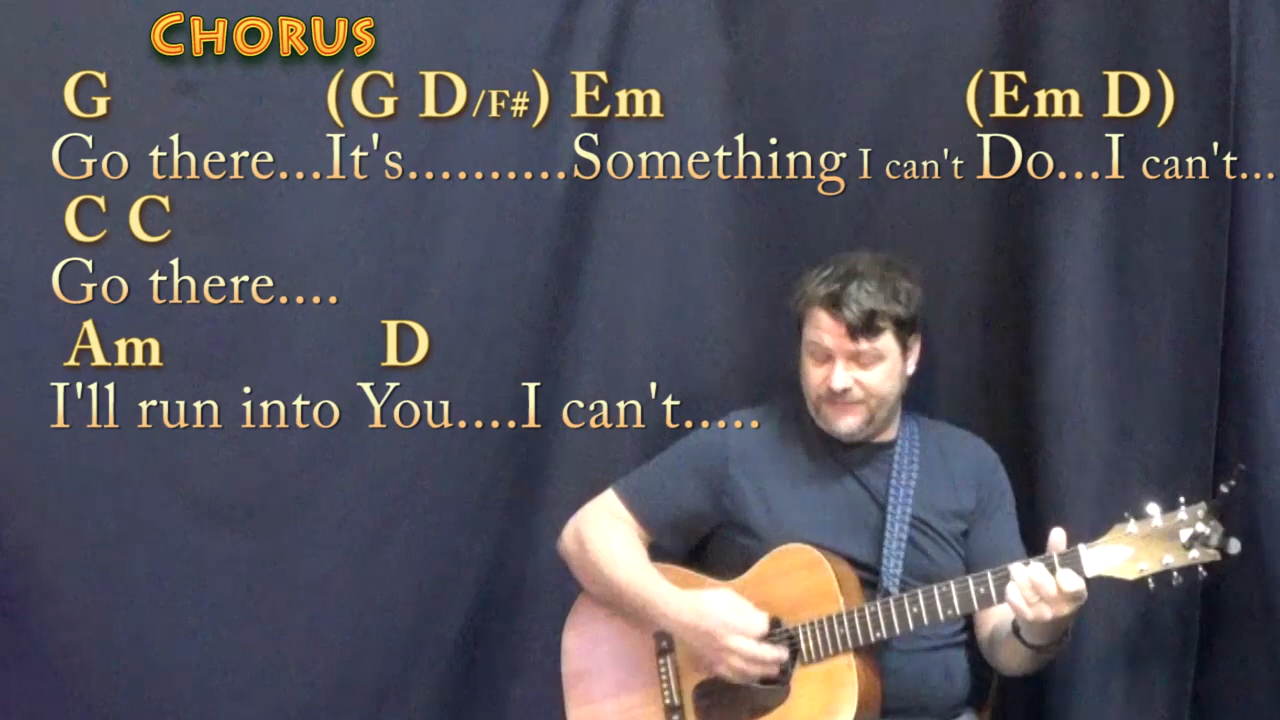 CHORUS
G (G D/F#) Em (Em D)
Go there...It's..........Something I can't Do...I can't...
C C
Go there....
Am D
I'll run into You....I can't.....